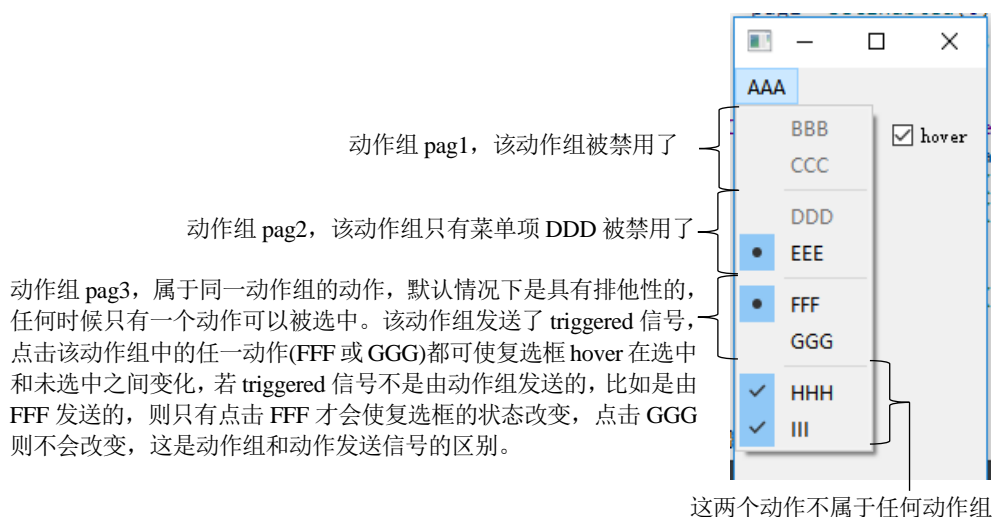 AAA
动作组 pag1，该动作组被禁用了
BBB
hover
CCC
动作组 pag2，该动作组只有菜单项 DDD 被禁用了
DDD
EEE
动作组 pag3，属于同一动作组的动作，默认情况下是具有排他性的，
任何时候只有一个动作可以被选中。该动作组发送了 triggered 信号，
点击该动作组中的任一动作(FFF 或 GGG)都可使复选框 hover 在选中
和未选中之间变化，若 triggered 信号不是由动作组发送的，比如是由
FFF 发送的，则只有点击 FFF 才会使复选框的状态改变，点击 GGG
则不会改变，这是动作组和动作发送信号的区别。
FFF
GGG
HHH
III
这两个动作不属于任何动作组